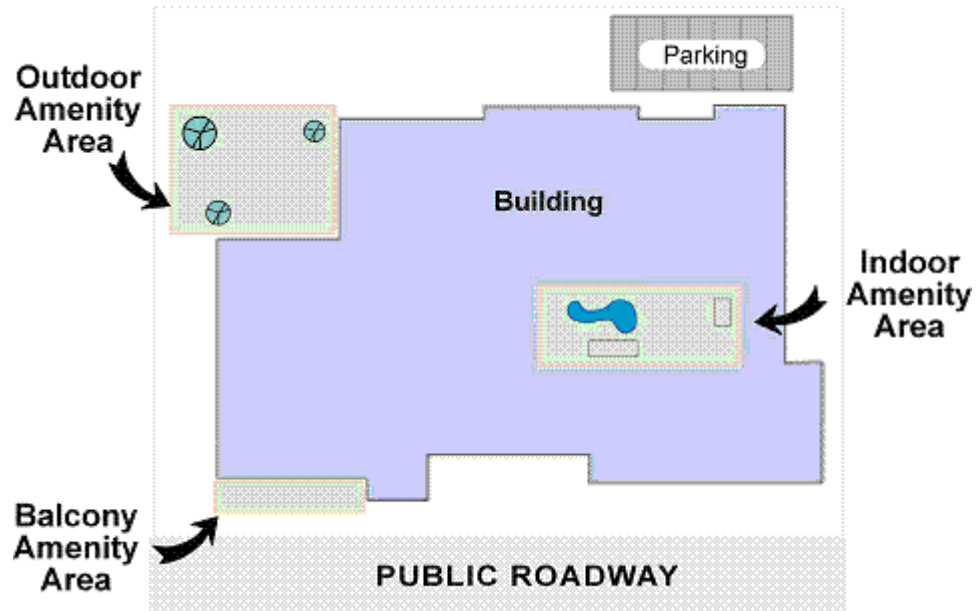 Parking
Outdoor
Amenity
Area
Building
Indoor
Amenity
Area
Balcony
Amenity
Area
PUBLIC ROADWAY